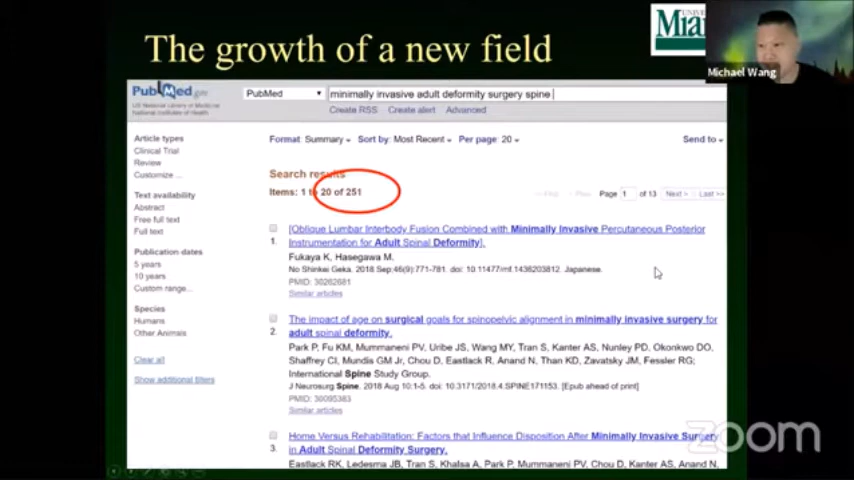 The growth of a new field
UNIVE
Miam
Michael Wang
PubMed.gov
US National Library of Medicine
National Institutes of Health
PubMed
minimally invasive adult deformity surgery spine
Create RSS Create alert Advanced
Article types
Clinical Trial
Review
Customize ...
Text availability
Abstract
Free full text
Full text
Publication dates
5 years
10 years
Custom range...
Species
Humans
Other Animals
Clear all
Show additional filters
Format: Summary Sort by: Most Recent Per page: 20 Send to
Search results
Items: 1 to 20 of 251
<< First < Prev Page 1 of 13 Next > Last >>
1. [Oblique Lumbar Interbody Fusion Combined with Minimally Invasive Percutaneous Posterior
Instrumentation for Adult Spinal Deformity].
Fukaya K, Hasegawa M.
No Shinkei Geka. 2018 Sep;46(9):771-781. doi: 10.11477/mf.1436203812. Japanese.
PMID: 30262681
Similar articles
2. The impact of age on surgical goals for spinopelvic alignment in minimally invasive surgery for
adult spinal deformity.
Park P, Fu KM, Mummaneni PV, Uribe JS, Wang MY, Tran S, Kanter AS, Nunley PD, Okonkwo DO,
Shaffrey CI, Mundis GM Jr, Chou D, Eastlack R, Anand N, Than KD, Zavatsky JM, Fessler RG;
International Spine Study Group.
J Neurosurg Spine. 2018 Aug 10:1-5. doi: 10.3171/2018.4.SPINE171153. [Epub ahead of print]
PMID: 30095383
Similar articles
3. Home Versus Rehabilitation: Factors that Influence Disposition After Minimally Invasive Surgery
in Adult Spinal Deformity Surgery.
Eastlack RK, Ledesma JB, Tran S, Khalsa A, Park P, Mummaneni PV, Chou D, Kanter AS, Anand N,
zoom